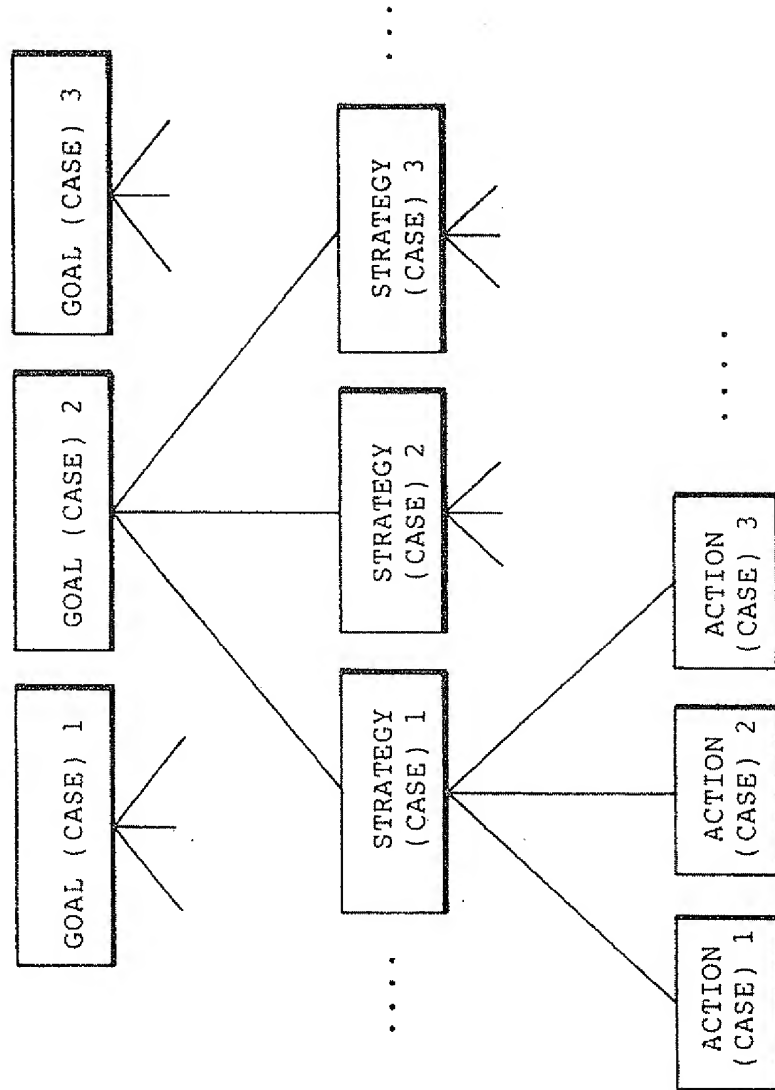 GOAL (CASE) 1
GOAL (CASE) 2
GOAL (CASE) 3
....
STRATEGY
(CASE) 1
STRATEGY
(CASE) 2
STRATEGY
(CASE) 3
...
ACTION
(CASE) 1
ACTION
(CASE) 2
ACTION
(CASE) 3
....